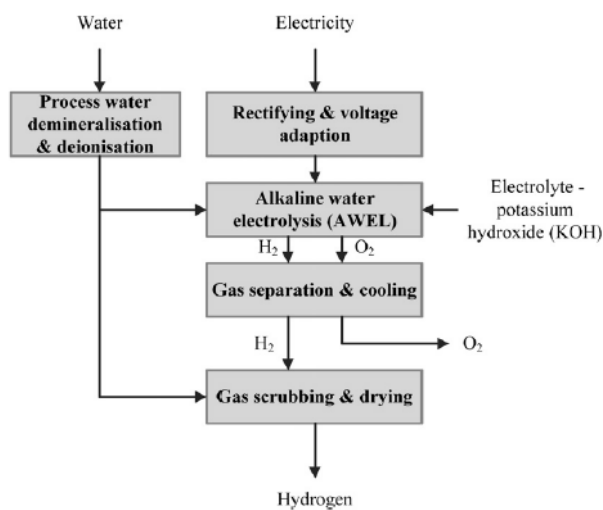 Water
Electricity
Process water
demineralisation
& deionisation
Rectifying & voltage
adaption
Alkaline water
electrolysis (AWEL)
Electrolyte -
potassium
hydroxide (KOH)
H₂
O₂
Gas separation & cooling
H₂
O₂
Gas scrubbing & drying
Hydrogen